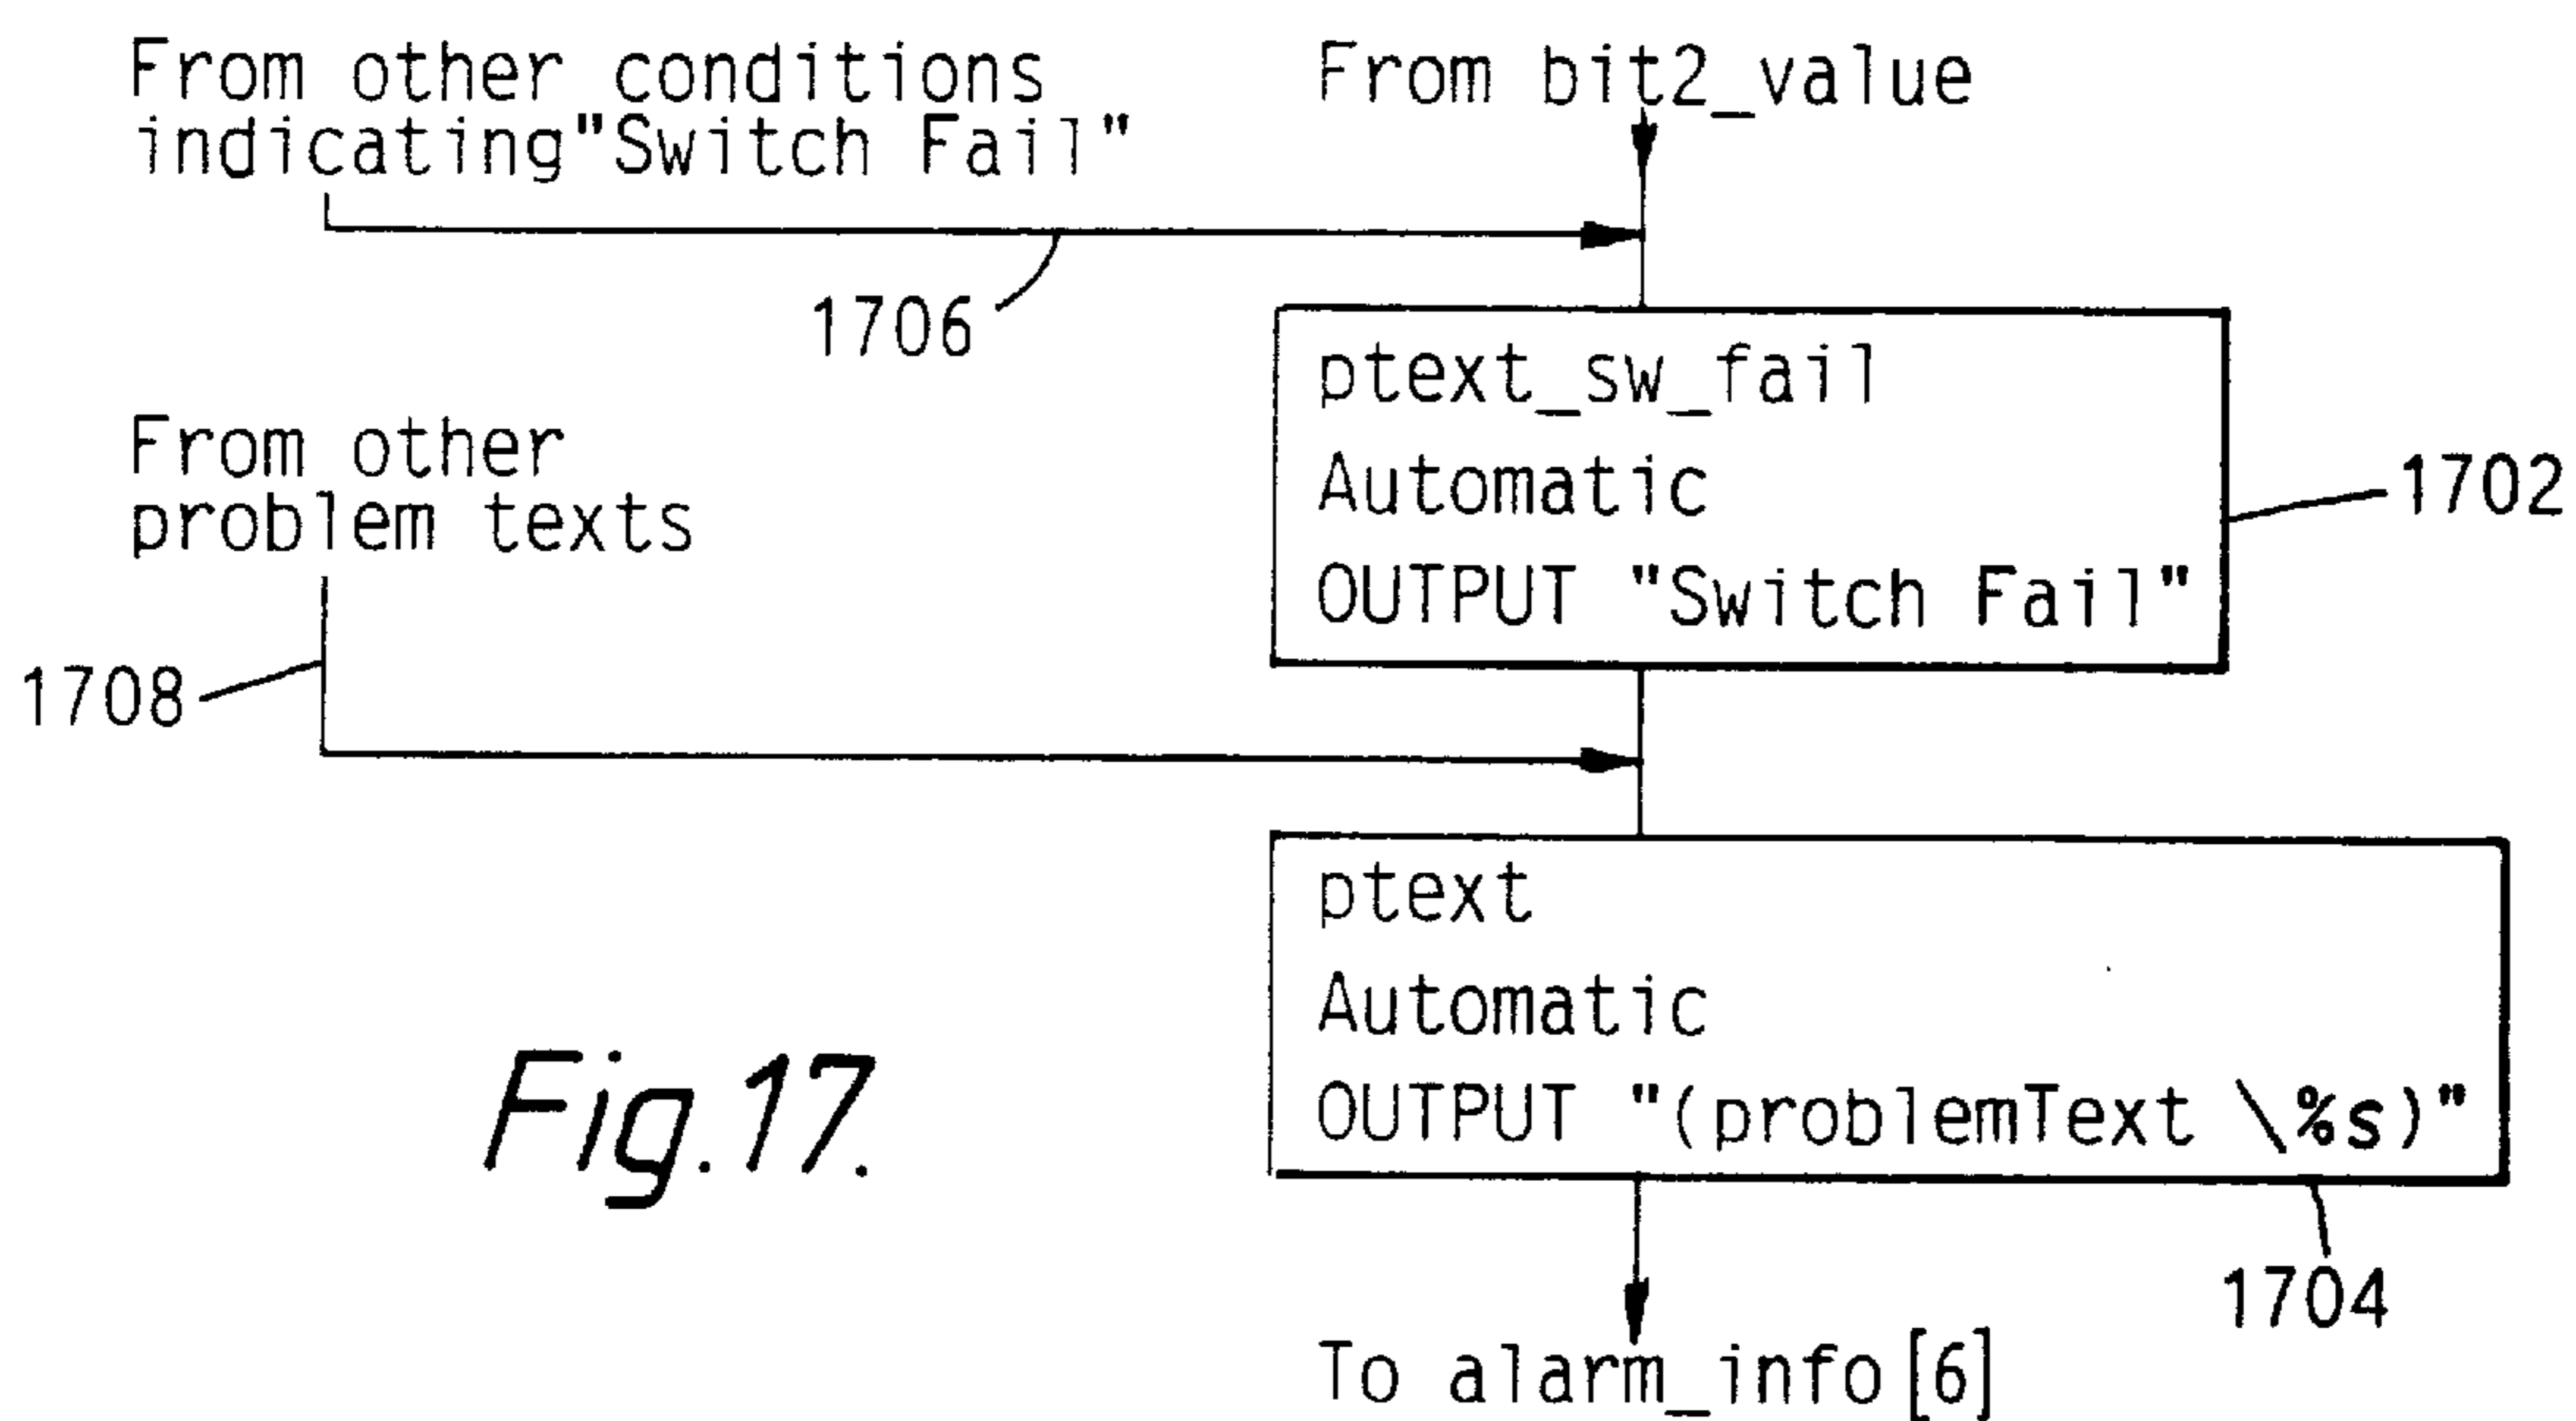 From other conditions
indicating"Switch Fail"
From bit2_value
1706
ptext_sw_fail
Automatic
OUTPUT "Switch Fail"
1702
From other
problem texts
1708
ptext
Automatic
OUTPUT "(problemText \%s)"
1704
To alarm_info[6]
Fig.17.